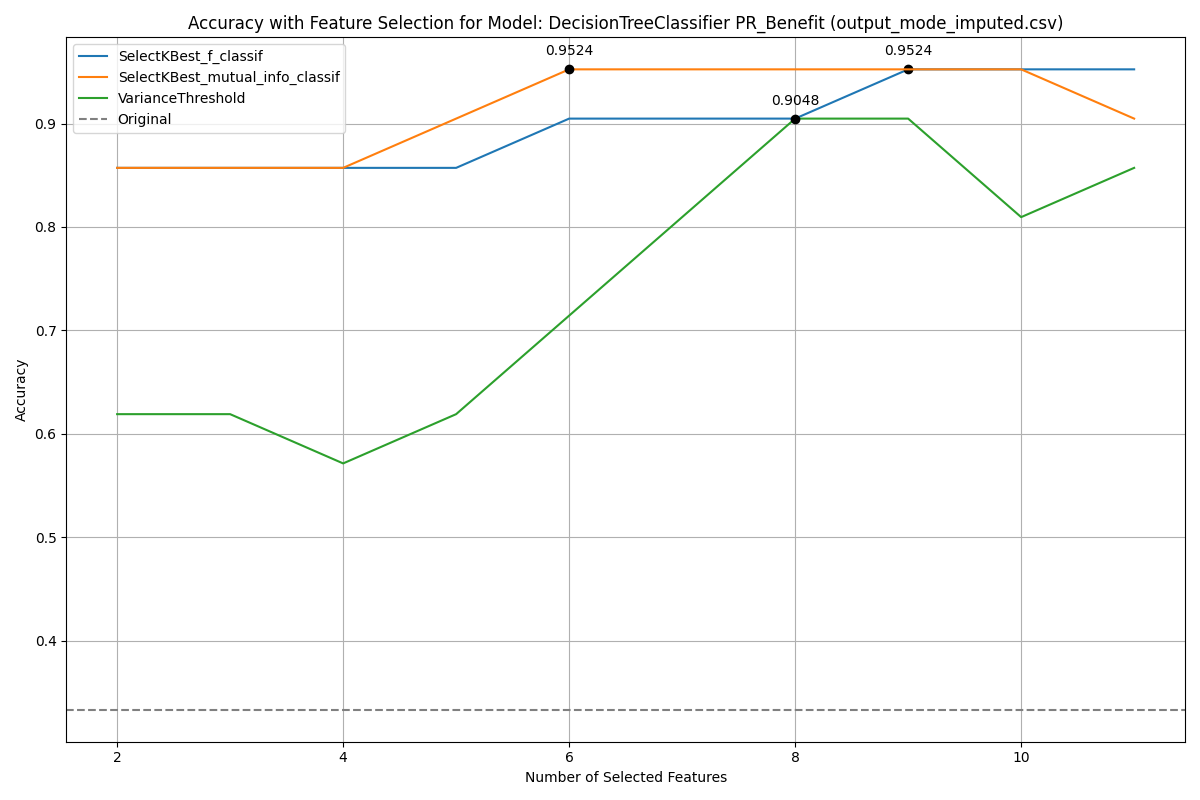 Accuracy with Feature Selection for Model: DecisionTreeClassifier PR_Benefit (output_mode_imputed.csv)
SelectKBest_f_classif
SelectKBest_mutual_info_classif
VarianceThreshold
Original
0.9524
0.9524
0.9048
0.9
0.8
0.7
0.6
0.5
0.4
Accuracy
2
4
6
8
10
Number of Selected Features